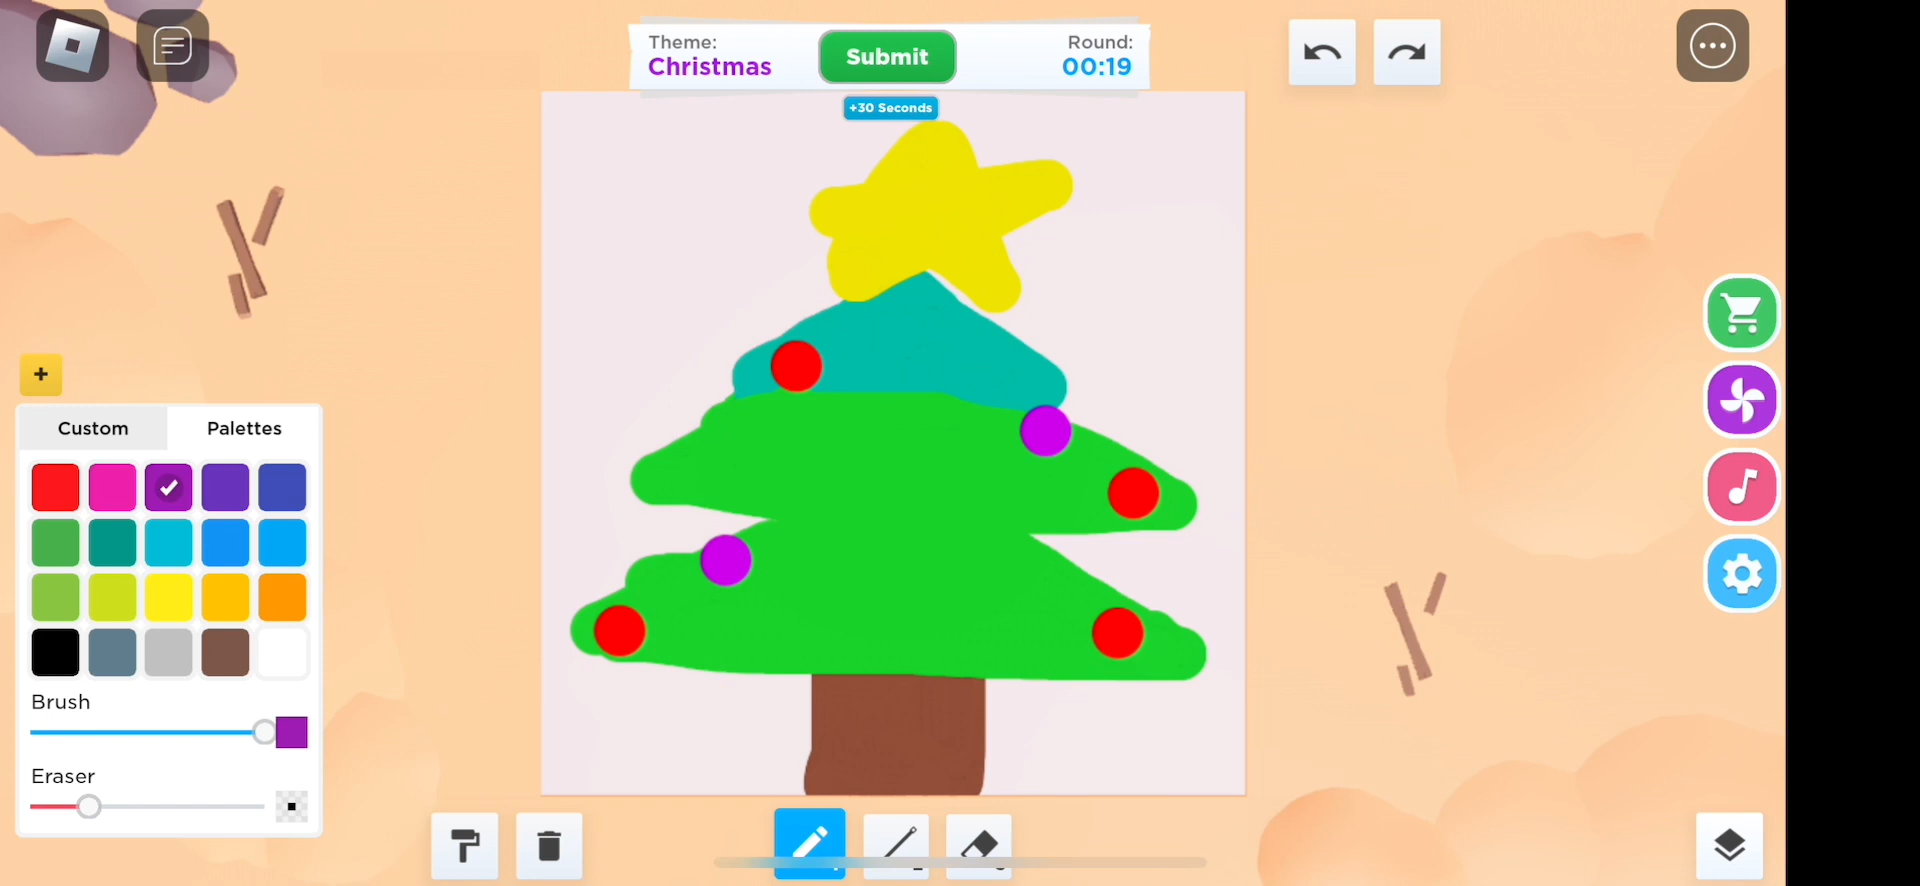 Theme:
Christmas
Submit
Round:
00:19
+30 Seconds
+
Custom
Palettes
Brush
Eraser